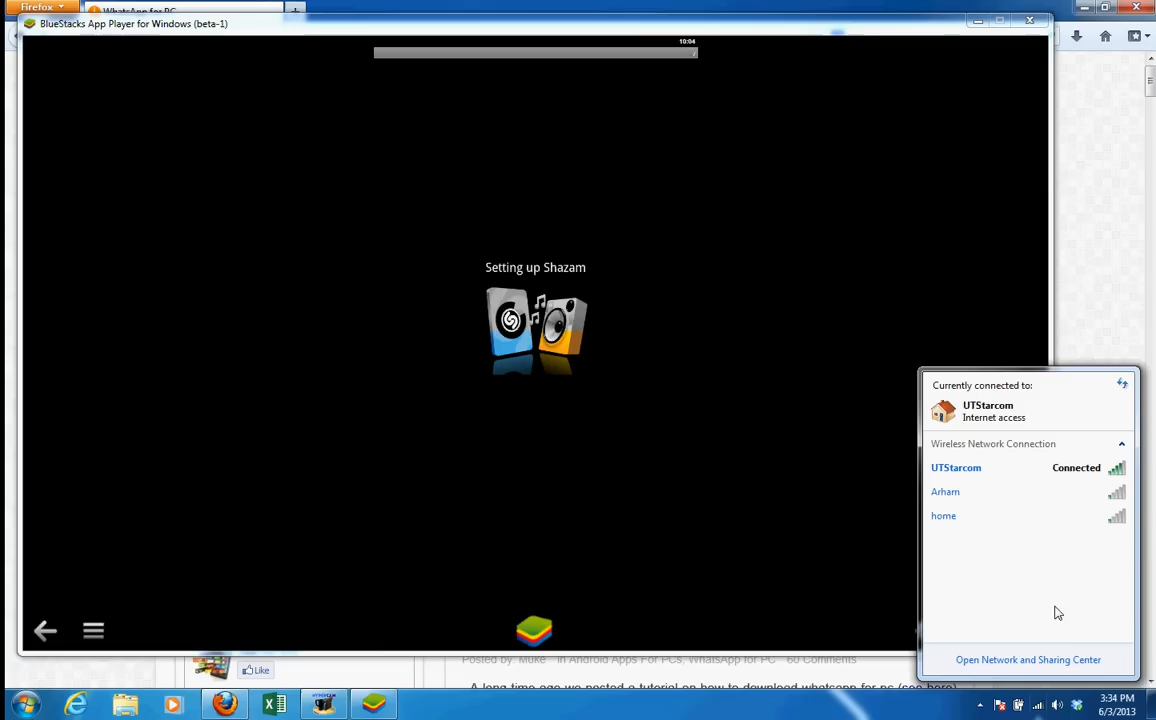 Firefox
WhatsApp for PC
BlueStacks App Player for Windows (beta-1)
10:04
Setting up Shazam
Currently connected to:
UTStarcom
Internet access
Wireless Network Connection
UTStarcom Connected
Arham
home
Open Network and Sharing Center
Like
Posted by: Muke in Android Apps For PCs, WhatsApp for PC 60 Comments
A long time ago we posted a tutorial on how to download whatsapp for pc (see here)
3:34 PM
6/3/2013